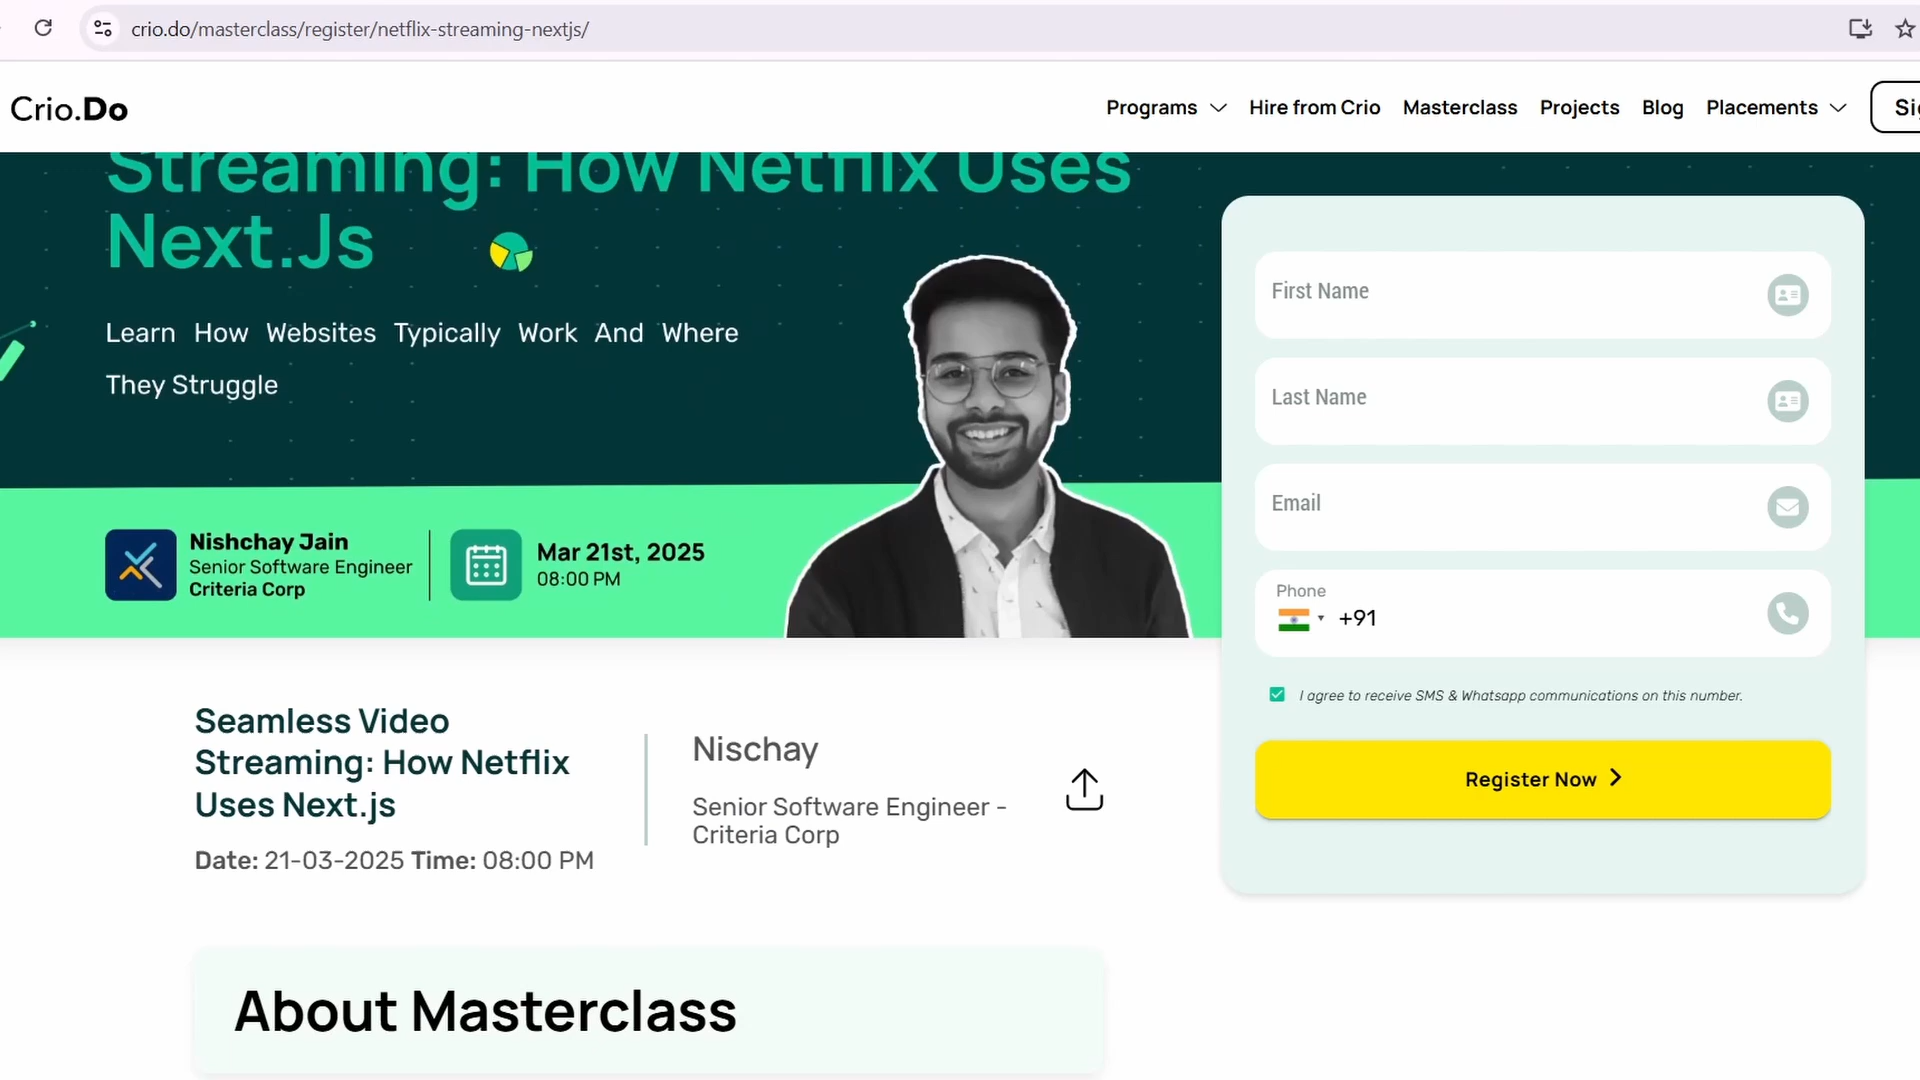 crio.do/masterclass/register/netflix-streaming-nextjs/
Crio.Do
Programs
Hire from Crio
Masterclass
Projects
Blog
Placements
Streaming: How Netflix Uses
Next.Js
Learn How Websites Typically Work And Where
They Struggle
Nishchay Jain
Senior Software Engineer
Criteria Corp
Mar 21st, 2025
08:00 PM
First Name
Last Name
Email
Phone
+91
I agree to receive SMS & Whatsapp communications on this number.
Register Now
Seamless Video
Streaming: How Netflix
Uses Next.js
Date: 21-03-2025 Time: 08:00 PM
Nischay
Senior Software Engineer -
Criteria Corp
About Masterclass